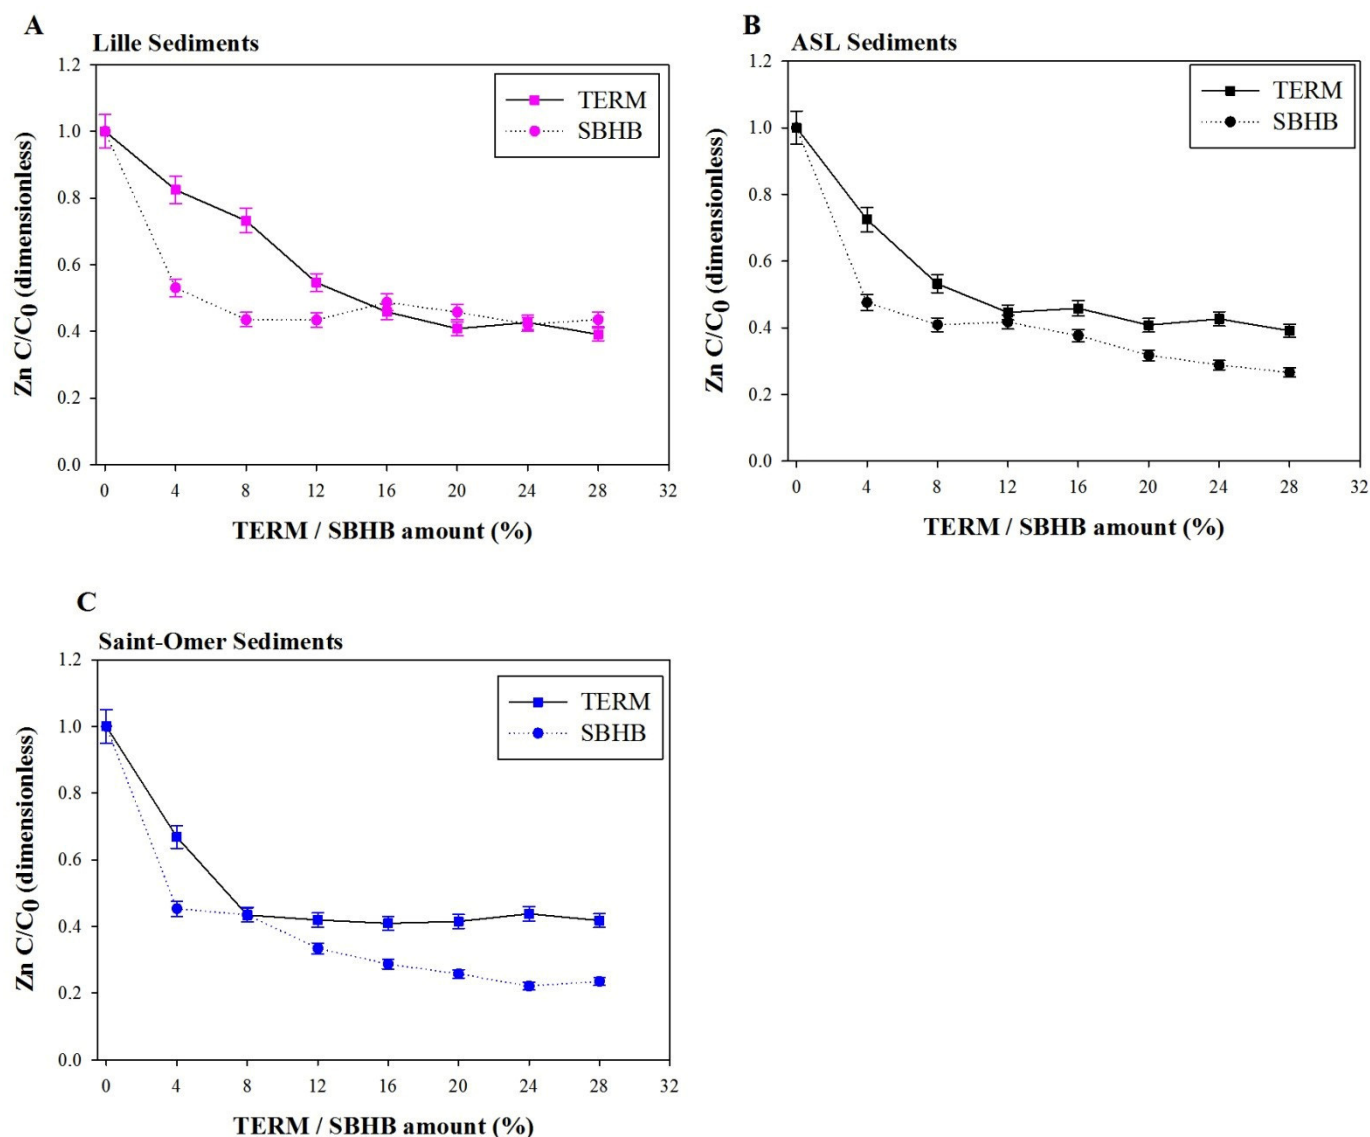 A
Lille Sediments
1.2
1.0
0.8
0.6
0.4
0.2
0.0
Zn C/C0 (dimensionless)
TERM
SBHB
0 4 8 12 16 20 24 28 32
TERM / SBHB amount (%)
B
ASL Sediments
1.2
1.0
0.8
0.6
0.4
0.2
0.0
Zn C/C0 (dimensionless)
TERM
SBHB
0 4 8 12 16 20 24 28 32
TERM / SBHB amount (%)
C
Saint-Omer Sediments
1.2
1.0
0.8
0.6
0.4
0.2
0.0
Zn C/C0 (dimensionless)
TERM
SBHB
0 4 8 12 16 20 24 28 32
TERM / SBHB amount (%)